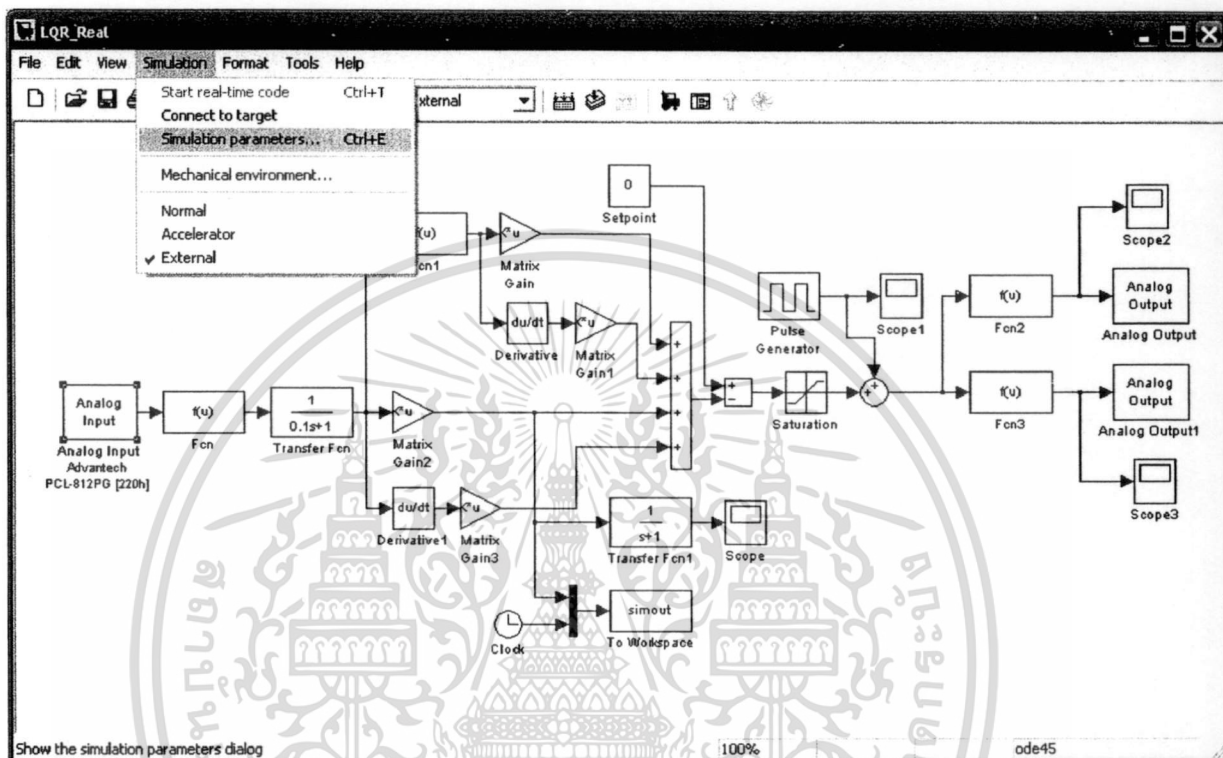 LQR_Real
File Edit View Simulation Format Tools Help
Start real-time code Ctrl+T
Connect to target
Simulation parameters... Ctrl+E
Mechanical environment...
Normal
Accelerator
✓ External
xternal
0
Setpoint
f(u)
cn1
u
Matrix
Gain
du/dt
Derivative
u
Matrix
Gain1
Pulse
Generator
Scope1
Scope2
f(u)
Fcn2
Analog
Output
Analog Output
Analog
Input
Analog Input
Advantech
PCL-812PG [220h]
f(u)
Fcn
1
0.1s+1
Transfer Fcn
u
Matrix
Gain2
+
+
+
+
+
−
Saturation
+
+
f(u)
Fcn3
Analog
Output
Analog Output1
Scope3
du/dt
Derivative1
u
Matrix
Gain3
1
s+1
Transfer Fcn1
Scope
Clock
simout
To Workspace
Show the simulation parameters dialog 100% ode45